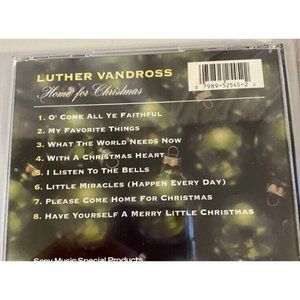 LUTHER VANDROSS
Home for Christmas
0 7989-52545-2 2
1. O' COME ALL YE FAITHFUL
2. MY FAVORITE THINGS
3. WHAT THE WORLD NEEDS NOW
4. WITH A CHRISTMAS HEART
5. I LISTEN TO THE BELLS
6. LITTLE MIRACLES (HAPPEN EVERY DAY)
7. PLEASE COME HOME FOR CHRISTMAS
8. HAVE YOURSELF A MERRY LITTLE CHRISTMAS
Sony Music Special Products